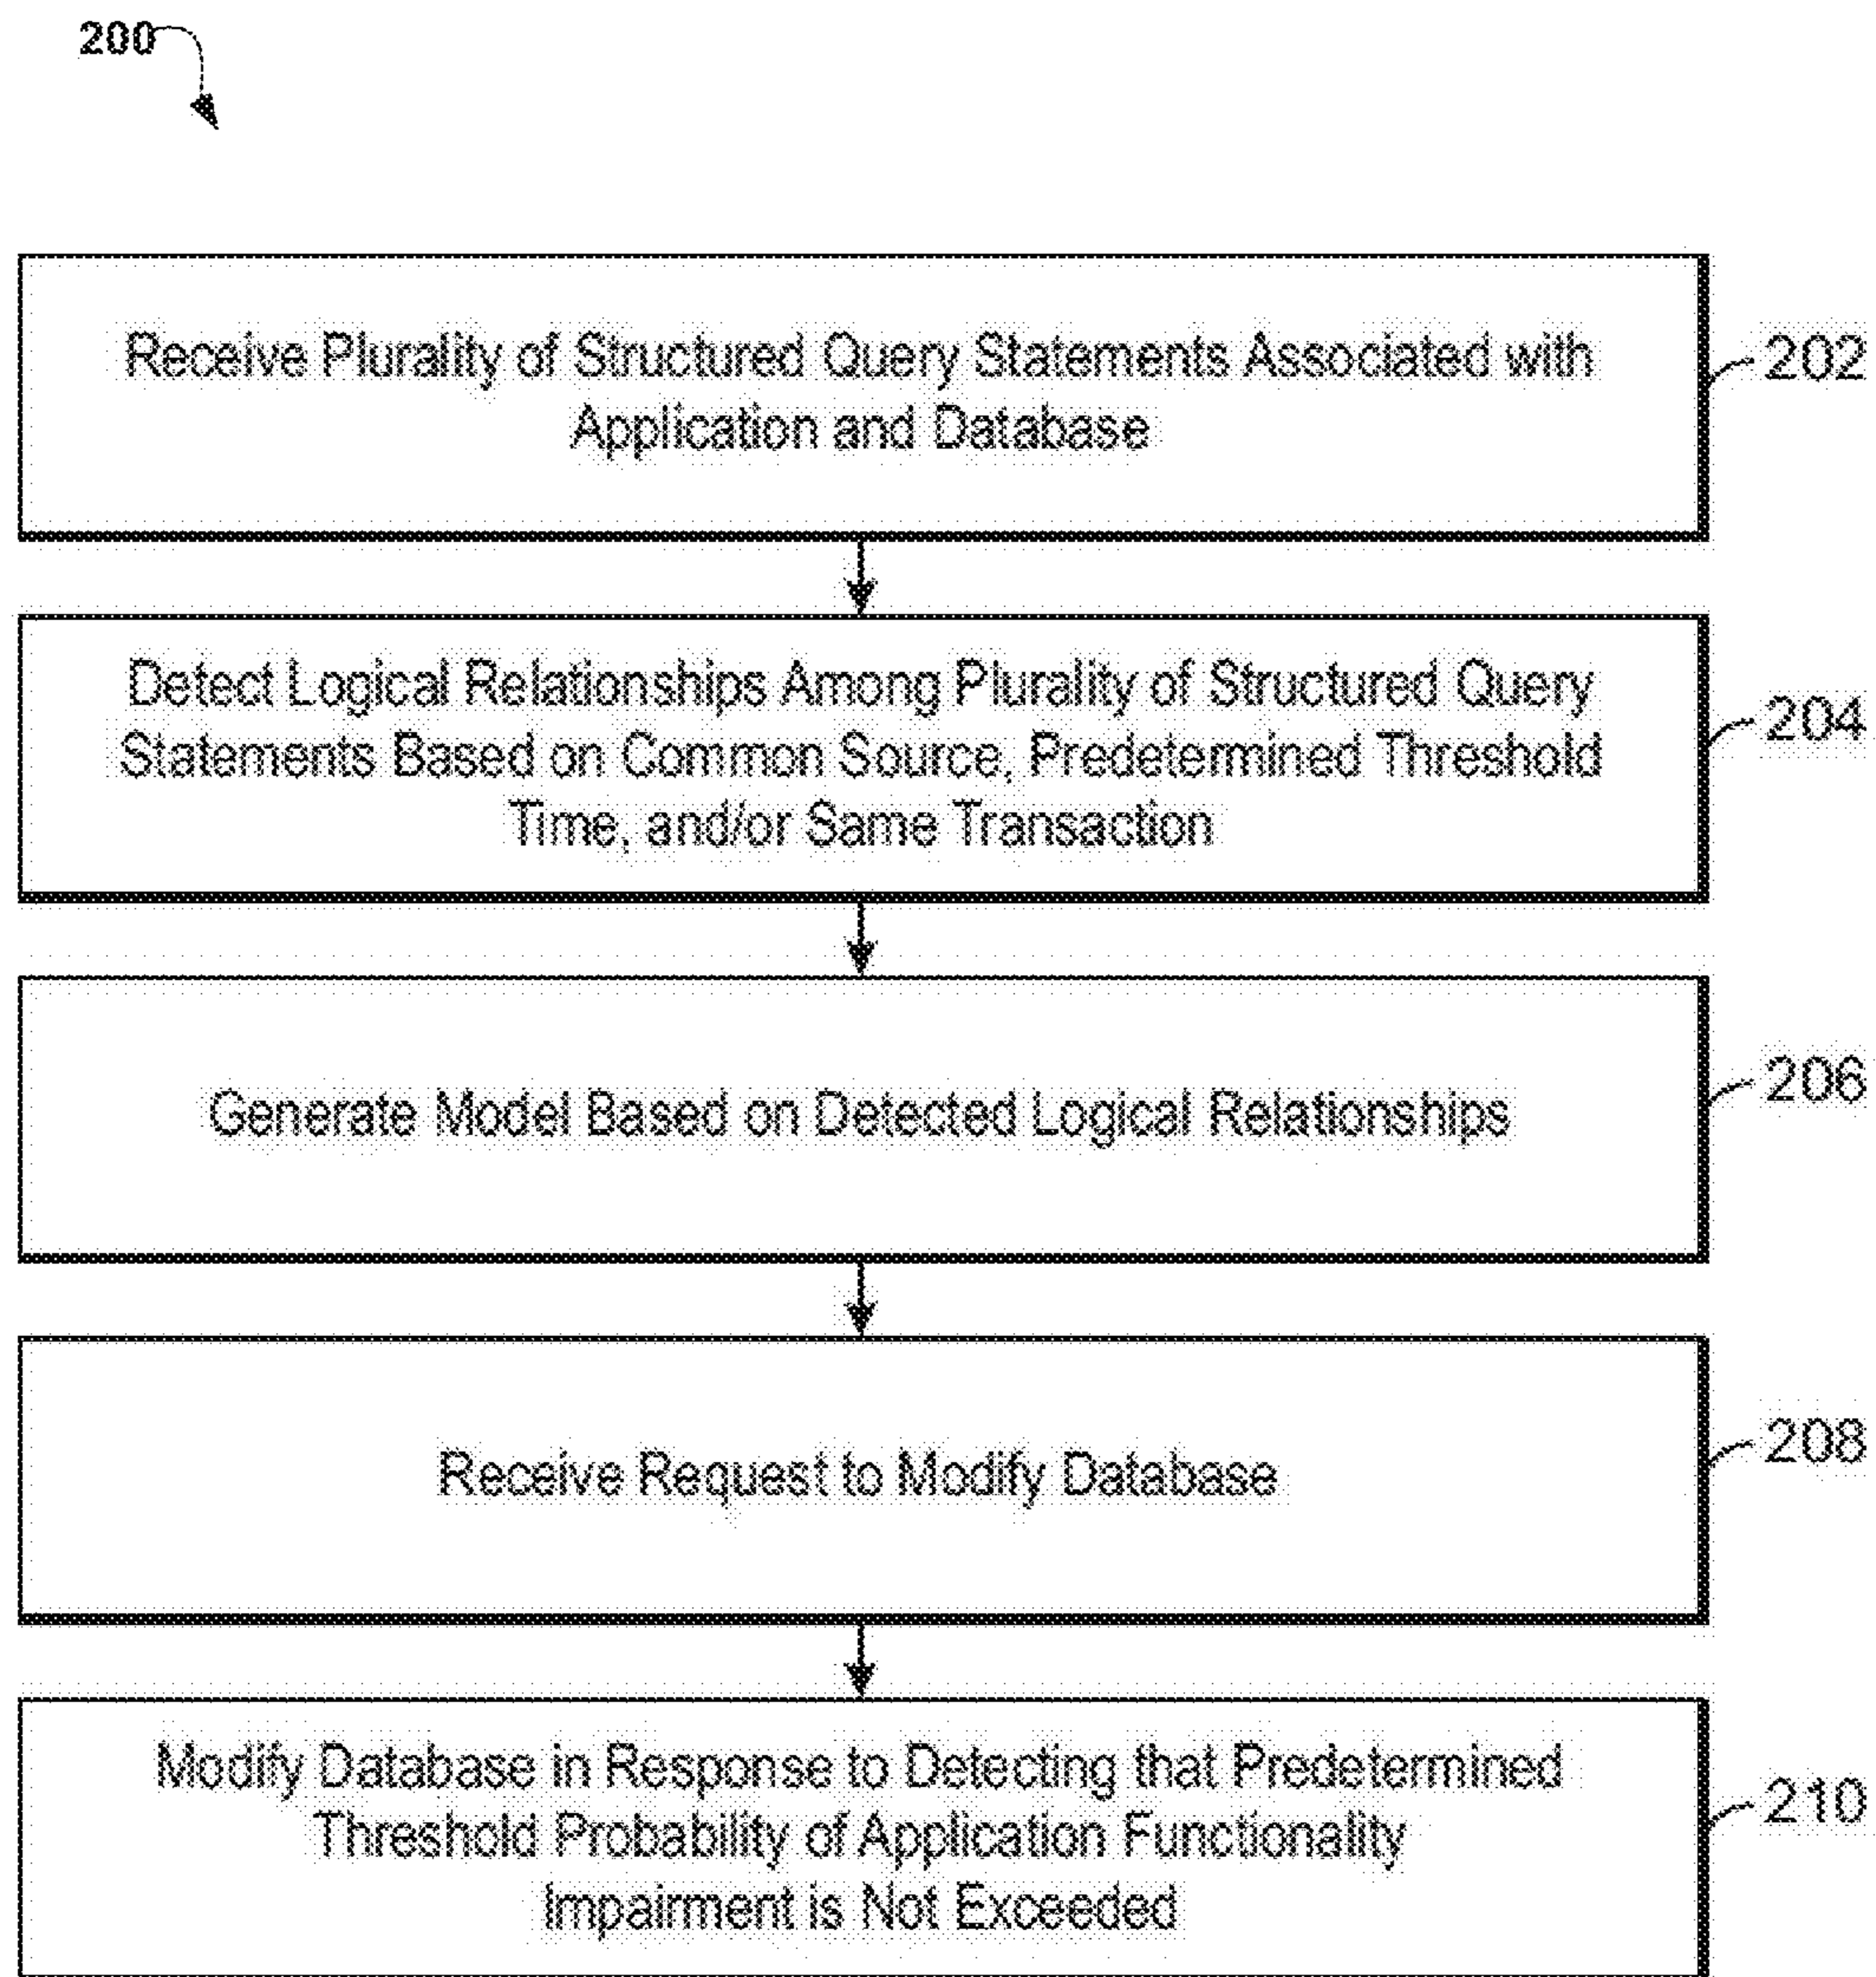 200
Receive Plurality of Structured Query Statements Associated with
Application and Database
202
Detect Logical Relationships Among Plurality of Structured Query
Statements Based on Common Source, Predetermined Threshold
Time, and/or Same Transaction
204
Generate Model Based on Detected Logical Relationships
206
Receive Request to Modify Database
208
Modify Database in Response to Detecting that Predetermined
Threshold Probability of Application Functionality
Impairment is Not Exceeded
210